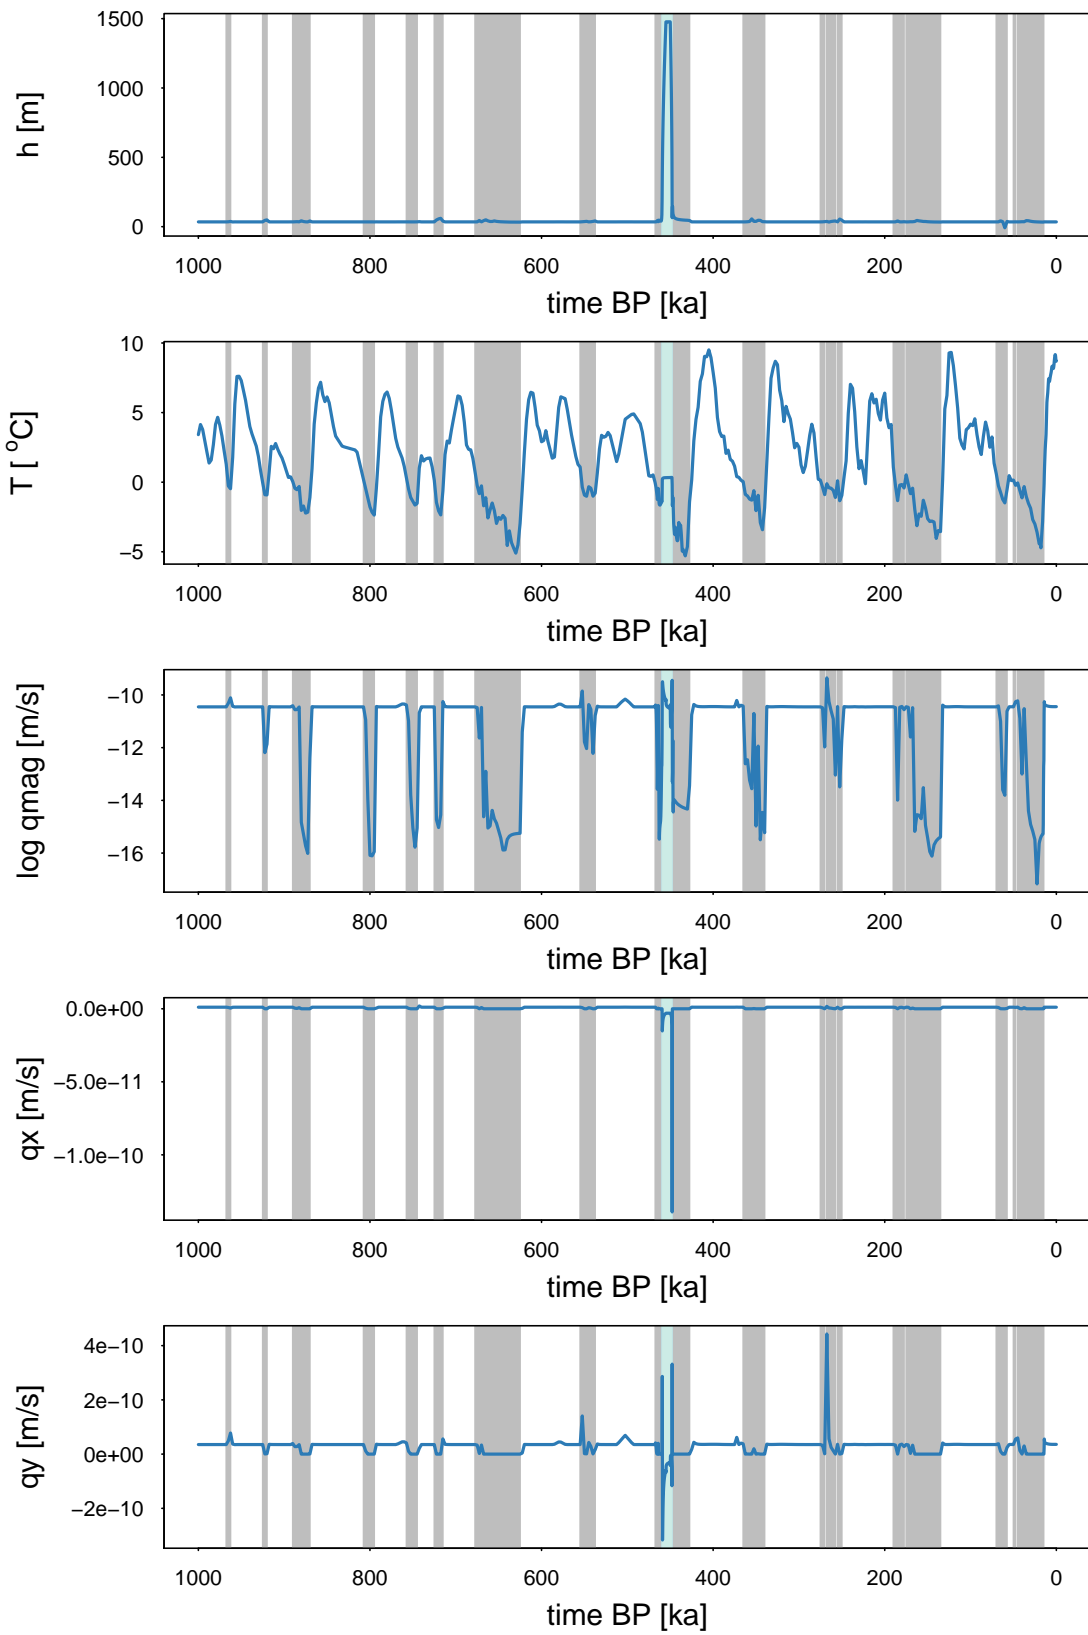 h [m]
1500
1000
500
0
1000 800 600 400 200 0
time BP [ka]
T [ °C]
10
5
0
−5
1000 800 600 400 200 0
time BP [ka]
log qmag [m/s]
−10
−12
−14
−16
1000 800 600 400 200 0
time BP [ka]
qx [m/s]
0.0e+00
−5.0e−11
−1.0e−10
1000 800 600 400 200 0
time BP [ka]
qy [m/s]
4e−10
2e−10
0e+00
−2e−10
1000 800 600 400 200 0
time BP [ka]